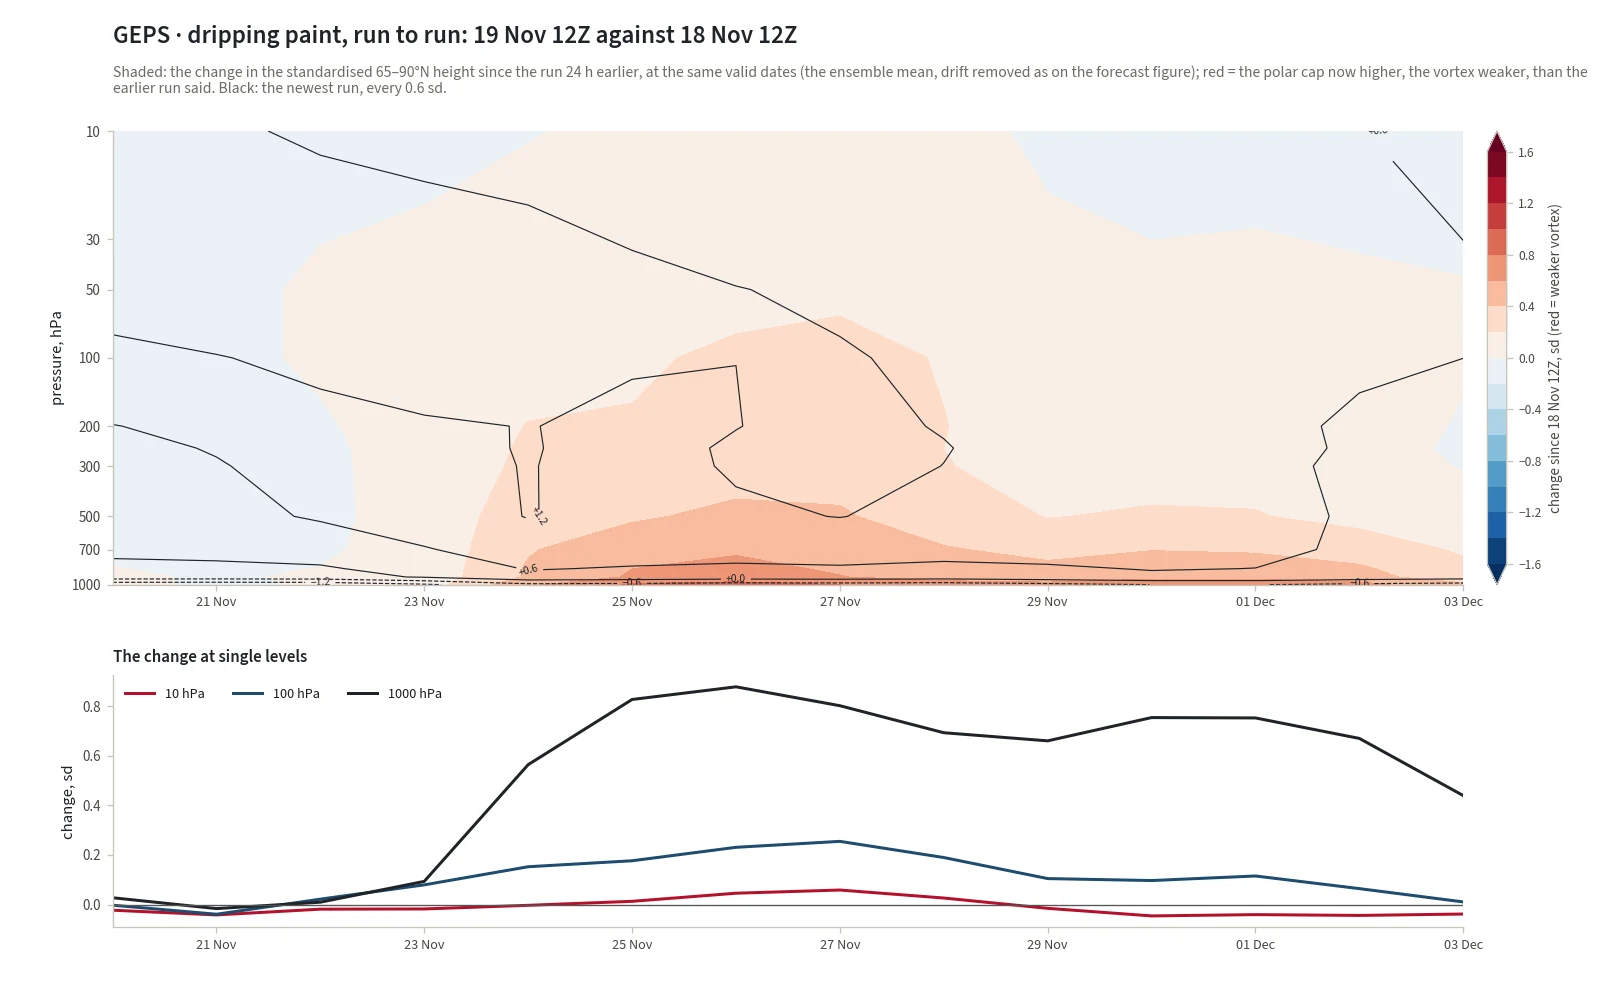 GEPS · dripping paint, run to run: 19 Nov 12Z against 18 Nov 12Z
Shaded: the change in the standardised 65–90°N height since the run 24 h earlier, at the same valid dates (the ensemble mean, drift removed as on the forecast figure); red = the polar cap now higher, the vortex weaker, than the
earlier run said. Black: the newest run, every 0.6 sd.
pressure, hPa
10
30
50
100
200
300
500
700
1000
+1.2
+0.6
+0.0
21 Nov
23 Nov
25 Nov
27 Nov
29 Nov
01 Dec
03 Dec
1.6
1.2
0.8
0.4
0.0
−0.4
−0.8
−1.2
−1.6
change since 18 Nov 12Z, sd (red = weaker vortex)
The change at single levels
10 hPa
100 hPa
1000 hPa
change, sd
0.8
0.6
0.4
0.2
0.0
21 Nov
23 Nov
25 Nov
27 Nov
29 Nov
01 Dec
03 Dec